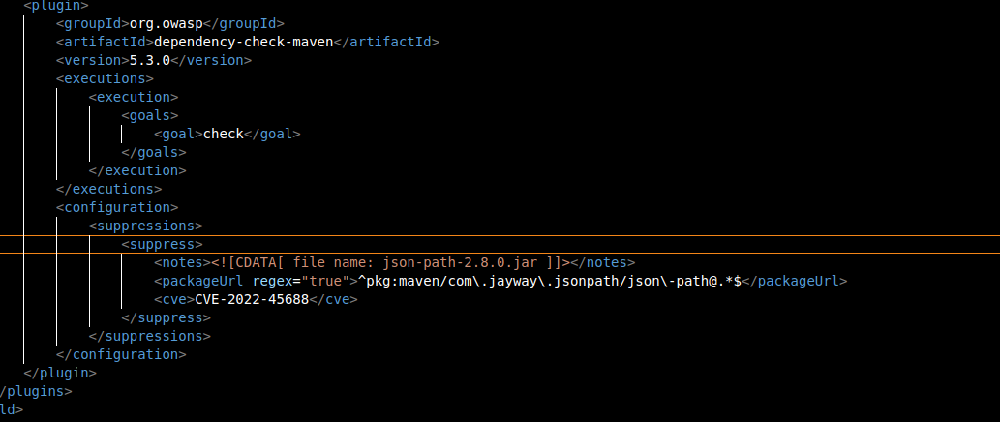 <plugin>
<groupId>org.owasp</groupId>
<artifactId>dependency-check-maven</artifactId>
<version>5.3.0</version>
<executions>
<execution>
<goals>
<goal>check</goal>
</goals>
</execution>
</executions>
<configuration>
<suppressions>
<suppress>
<notes><![CDATA[ file name: json-path-2.8.0.jar ]]></notes>
<packageUrl regex="true">^pkg:maven/com\.jayway\.jsonpath/json\-path@.*$</packageUrl>
<cve>CVE-2022-45688</cve>
</suppress>
</suppressions>
</configuration>
</plugin>
/plugins>
ld>